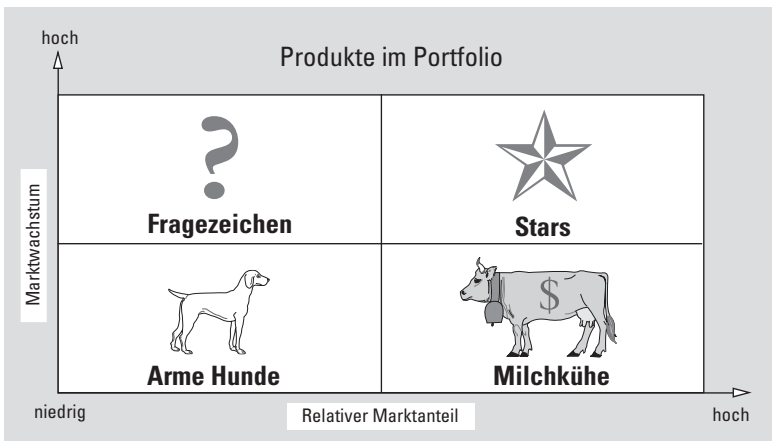 hoch
Produkte im Portfolio
Marktwachstum
Fragezeichen
Stars
$
Arme Hunde
Milchkühe
niedrig
Relativer Marktanteil
hoch